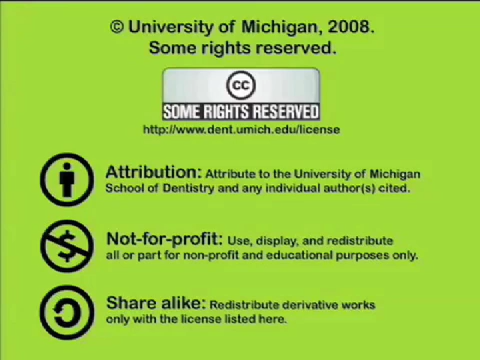 © University of Michigan, 2008.
Some rights reserved.
cc
SOME RIGHTS RESERVED
http://www.dent.umich.edu/license
Attribution: Attribute to the University of Michigan
School of Dentistry and any individual author(s) cited.
Not-for-profit: Use, display, and redistribute
all or part for non-profit and educational purposes only.
Share alike: Redistribute derivative works
only with the license listed here.